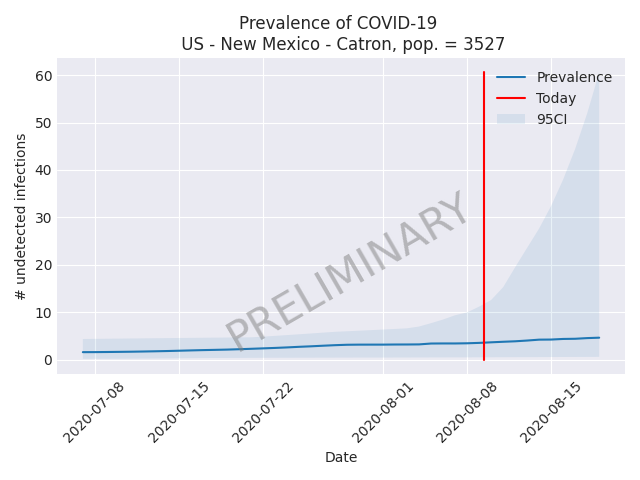 Prevalence of COVID-19
US - New Mexico - Catron, pop. = 3527
60
50
40
30
20
10
0
# undetected infections
Prevalence
Today
95CI
PRELIMINARY
2020-07-08
2020-07-15
2020-07-22
2020-08-01
2020-08-08
2020-08-15
Date